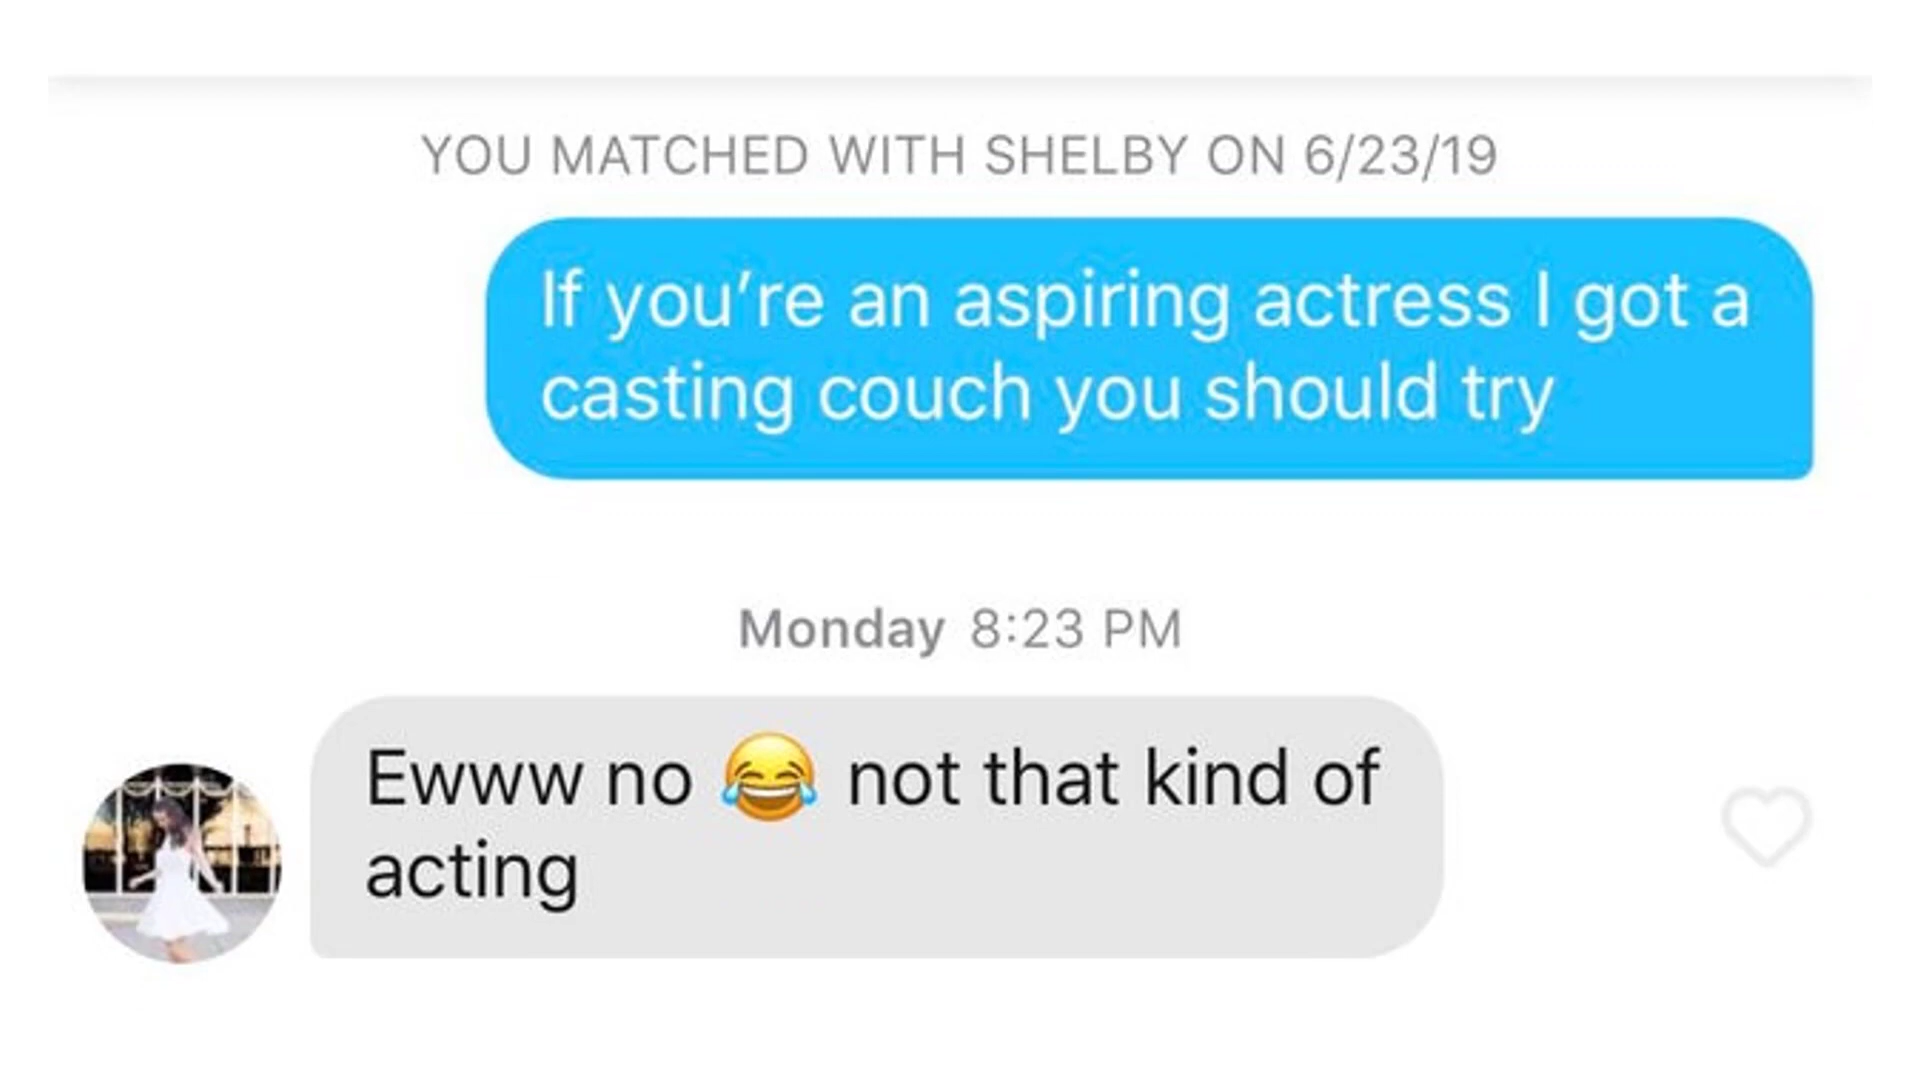 YOU MATCHED WITH SHELBY ON 6/23/19
If you’re an aspiring actress I got a
casting couch you should try
Monday 8:23 PM
Ewww no 😂 not that kind of
acting